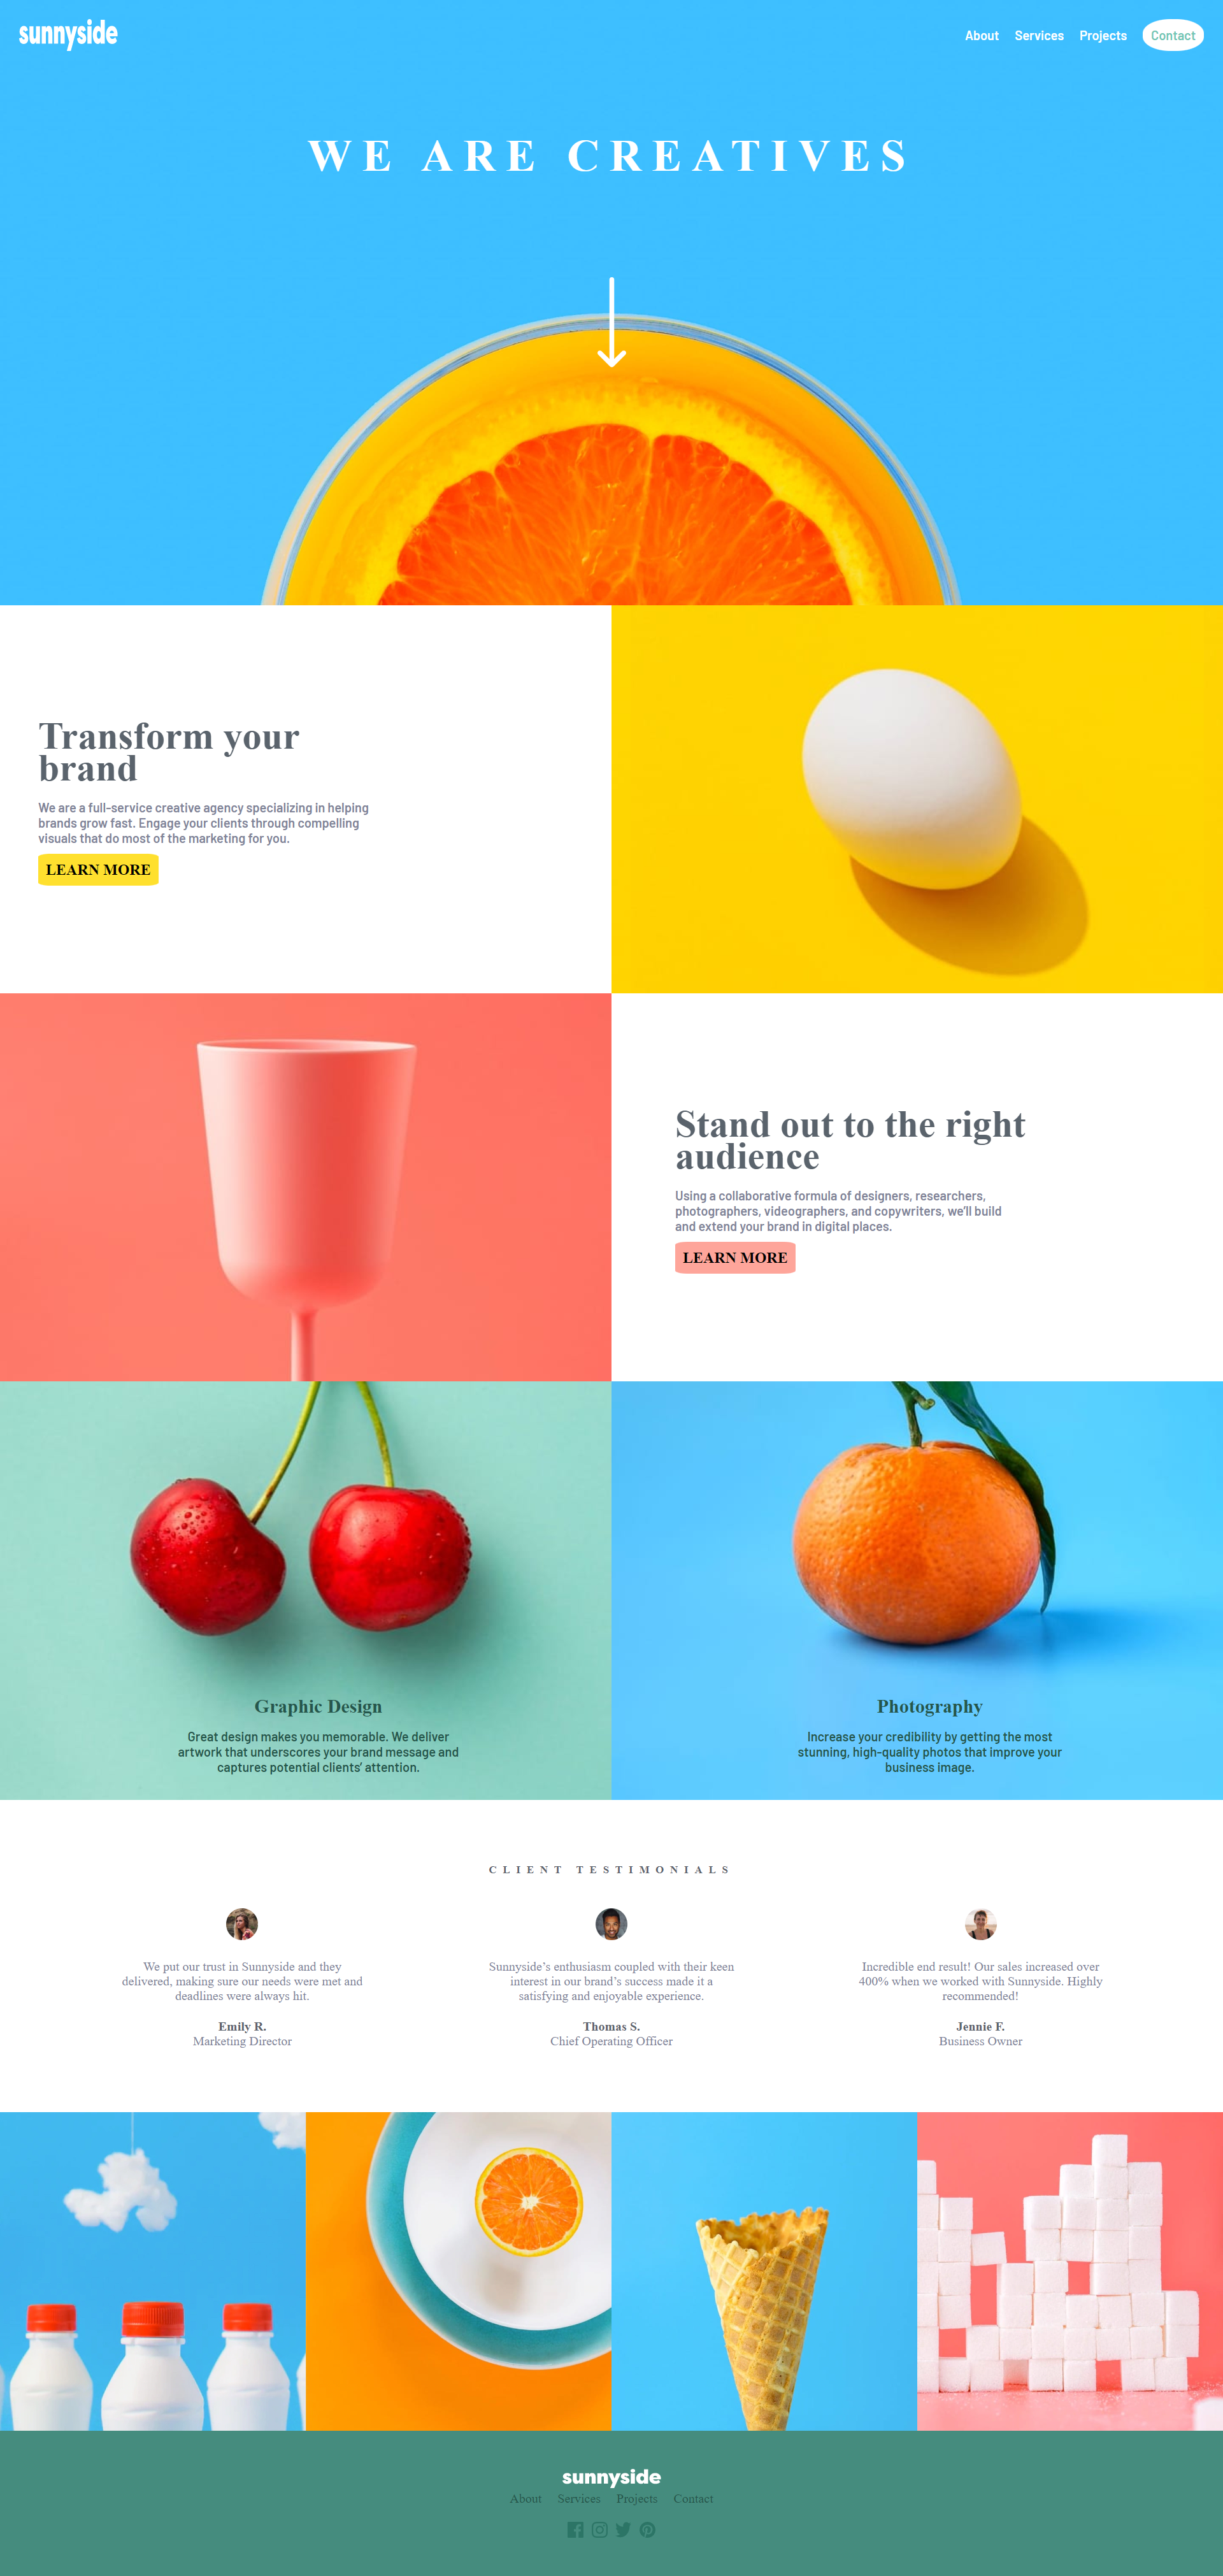 sunnyside
About Services Projects Contact
WE ARE CREATIVES
Transform your
brand
We are a full-service creative agency specializing in helping
brands grow fast. Engage your clients through compelling
visuals that do most of the marketing for you.
LEARN MORE
Stand out to the right
audience
Using a collaborative formula of designers, researchers,
photographers, videographers, and copywriters, we’ll build
and extend your brand in digital places.
LEARN MORE
Graphic Design
Great design makes you memorable. We deliver
artwork that underscores your brand message and
captures potential clients’ attention.
Photography
Increase your credibility by getting the most
stunning, high-quality photos that improve your
business image.
CLIENT TESTIMONIALS
We put our trust in Sunnyside and they
delivered, making sure our needs were met and
deadlines were always hit.
Emily R.
Marketing Director
Sunnyside’s enthusiasm coupled with their keen
interest in our brand’s success made it a
satisfying and enjoyable experience.
Thomas S.
Chief Operating Officer
Incredible end result! Our sales increased over
400% when we worked with Sunnyside. Highly
recommended!
Jennie F.
Business Owner
sunnyside
About Services Projects Contact